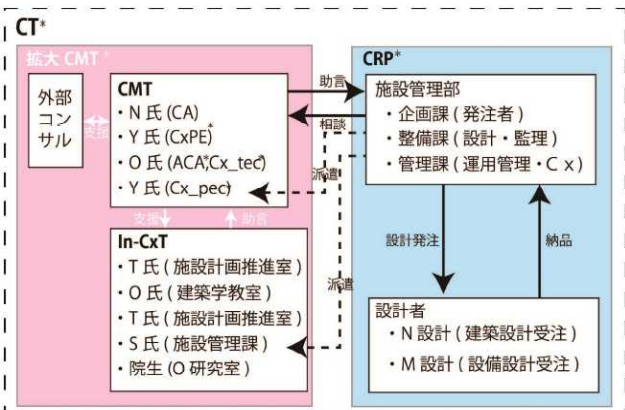 CT*
拡大 CMT *
外部
コン
サル
支援
CMT
・N 氏 (CA)
・Y 氏 (CxPE*)
・O 氏 (ACA*,Cx_tec*)
・Y 氏 (Cx_pec*)
支援
助言
In-CxT
・T 氏 ( 施設計画推進室 )
・O 氏 ( 建築学教室 )
・T 氏 ( 施設計画推進室 )
・S 氏 ( 施設管理課 )
・院生 (O 研究室 )
助言
相談
派遣
派遣
CRP*
施設管理部
・企画課 ( 発注者 )
・整備課 ( 設計・監理 )
・管理課 ( 運用管理・C x )
設計発注
納品
設計者
・N 設計 ( 建築設計受注 )
・M 設計 ( 設備設計受注 )